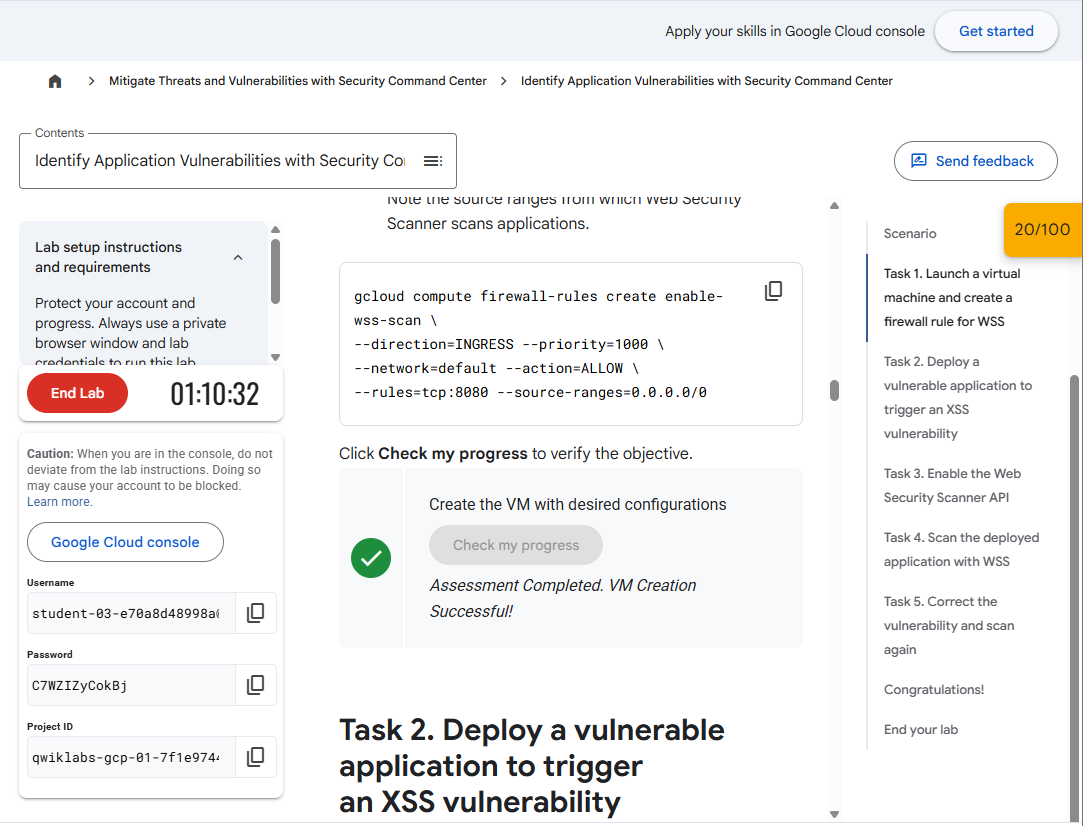 Apply your skills in Google Cloud console
Get started
Mitigate Threats and Vulnerabilities with Security Command Center
Identify Application Vulnerabilities with Security Command Center
Contents
Identify Application Vulnerabilities with Security Co
Send feedback
Lab setup instructions
and requirements
Protect your account and
progress. Always use a private
browser window and lab
credentials to run this lab
End Lab
01:10:32
Caution: When you are in the console, do not
deviate from the lab instructions. Doing so
may cause your account to be blocked.
Learn more.
Google Cloud console
Username
student-03-e70a8d48998a
Password
C7WZIZyCokBj
Project ID
qwiklabs-gcp-01-7f1e974
Note the source ranges from which Web Security
Scanner scans applications.
gcloud compute firewall-rules create enable-
wss-scan \
--direction=INGRESS --priority=1000 \
--network=default --action=ALLOW \
--rules=tcp:8080 --source-ranges=0.0.0.0/0
Click Check my progress to verify the objective.
Create the VM with desired configurations
Check my progress
Assessment Completed. VM Creation
Successful!
Task 2. Deploy a vulnerable
application to trigger
an XSS vulnerability
20/100
Scenario
Task 1. Launch a virtual
machine and create a
firewall rule for WSS
Task 2. Deploy a
vulnerable application to
trigger an XSS
vulnerability
Task 3. Enable the Web
Security Scanner API
Task 4. Scan the deployed
application with WSS
Task 5. Correct the
vulnerability and scan
again
Congratulations!
End your lab